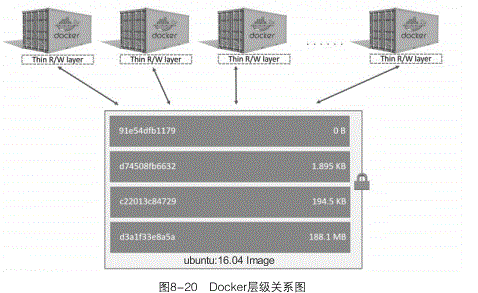 docker docker docker docker
Thin R/W layer Thin R/W layer Thin R/W layer ...... Thin R/W layer
91e54dfb1179 0 B
d74508fb6632 1.895 KB
c22013c84729 194.5 KB
d3a1f33e8a5a 188.1 MB
ubuntu:16.04 Image
图8-20 Docker层级关系图